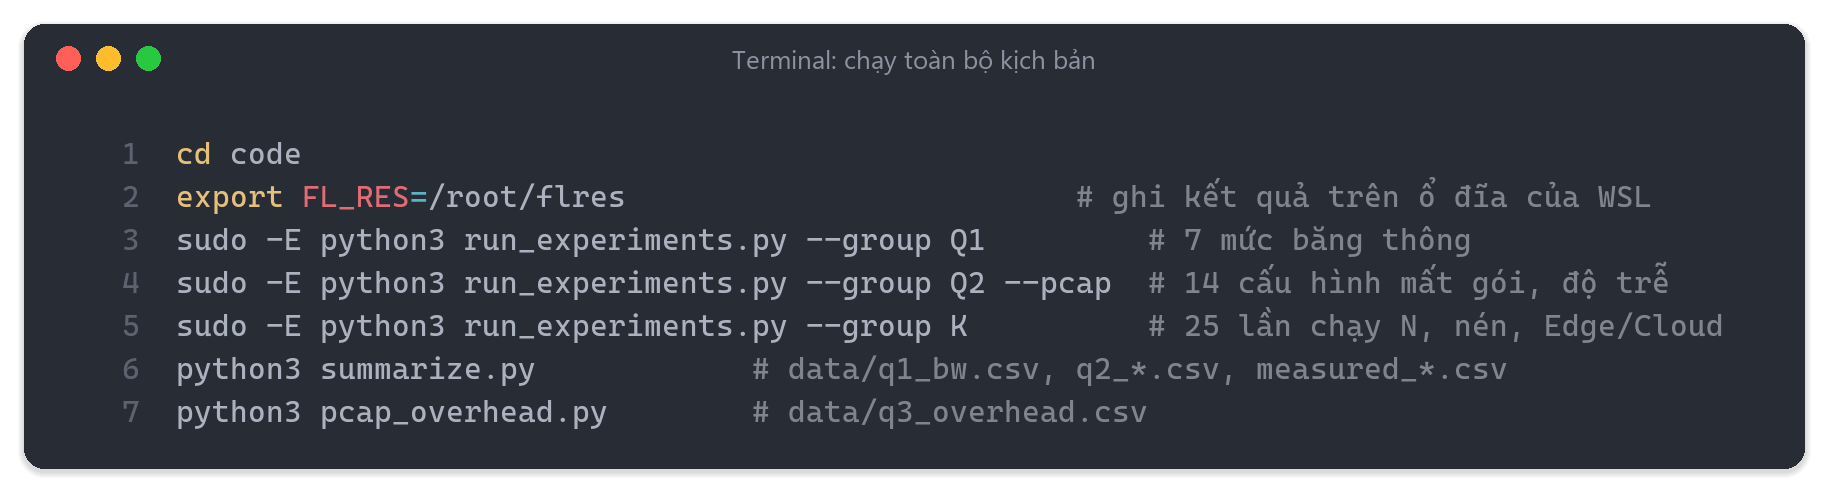 Terminal: chạy toàn bộ kịch bản
1 cd code
2 export FL_RES=/root/flres # ghi kết quả trên ổ đĩa của WSL
3 sudo -E python3 run_experiments.py --group Q1 # 7 mức băng thông
4 sudo -E python3 run_experiments.py --group Q2 --pcap # 14 cấu hình mất gói, độ trễ
5 sudo -E python3 run_experiments.py --group K # 25 lần chạy N, nén, Edge/Cloud
6 python3 summarize.py # data/q1_bw.csv, q2_*.csv, measured_*.csv
7 python3 pcap_overhead.py # data/q3_overhead.csv